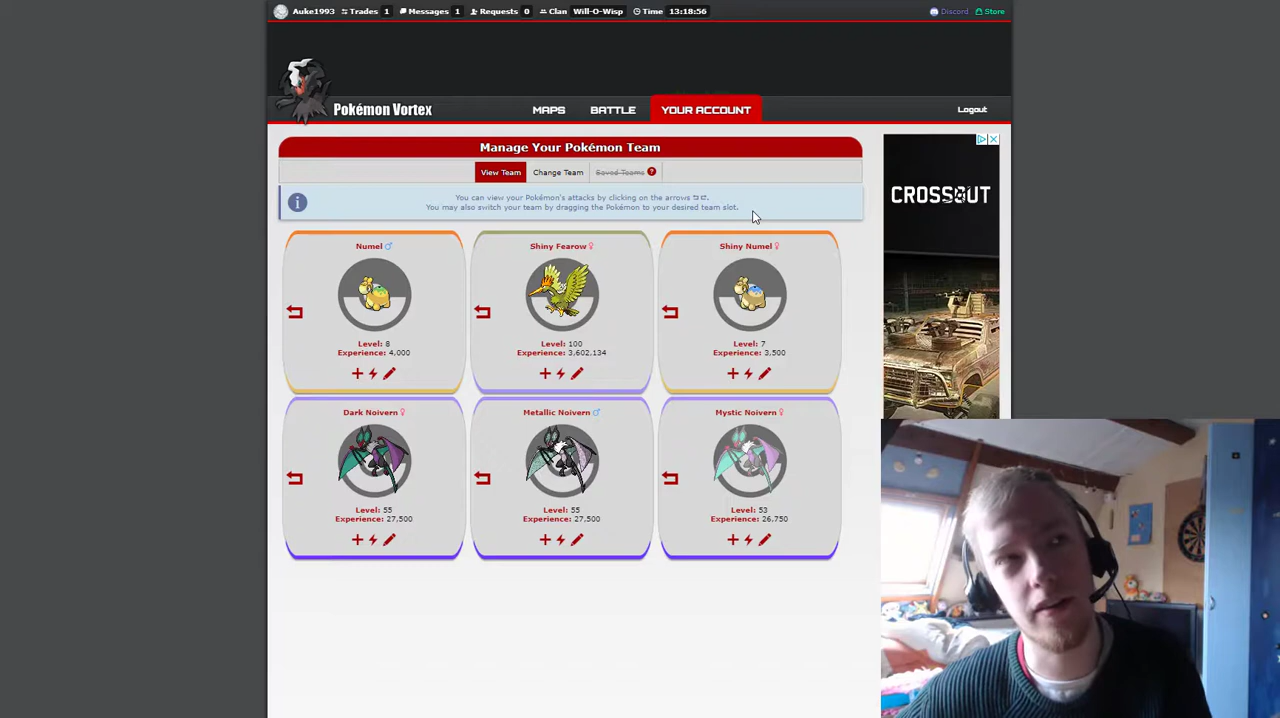 Auke1993 Trades 1 Messages 1 Requests 0 Clan Will-O-Wisp Time 13:18:56 Discord Store
Pokémon Vortex MAPS BATTLE YOUR ACCOUNT Logout
Manage Your Pokémon Team
View Team Change Team Saved Teams ?
You can view your Pokémon's attacks by clicking on the arrows.
You may also switch your team by dragging the Pokémon to your desired team slot.
CROSSOUT
Numel ♂ Shiny Fearow ♀ Shiny Numel ♀
Level: 8 Level: 100 Level: 7
Experience: 4,000 Experience: 3,602,134 Experience: 3,500
Dark Noivern ♀ Metallic Noivern ♂ Mystic Noivern ♀
Level: 55 Level: 55 Level: 53
Experience: 27,500 Experience: 27,500 Experience: 26,750